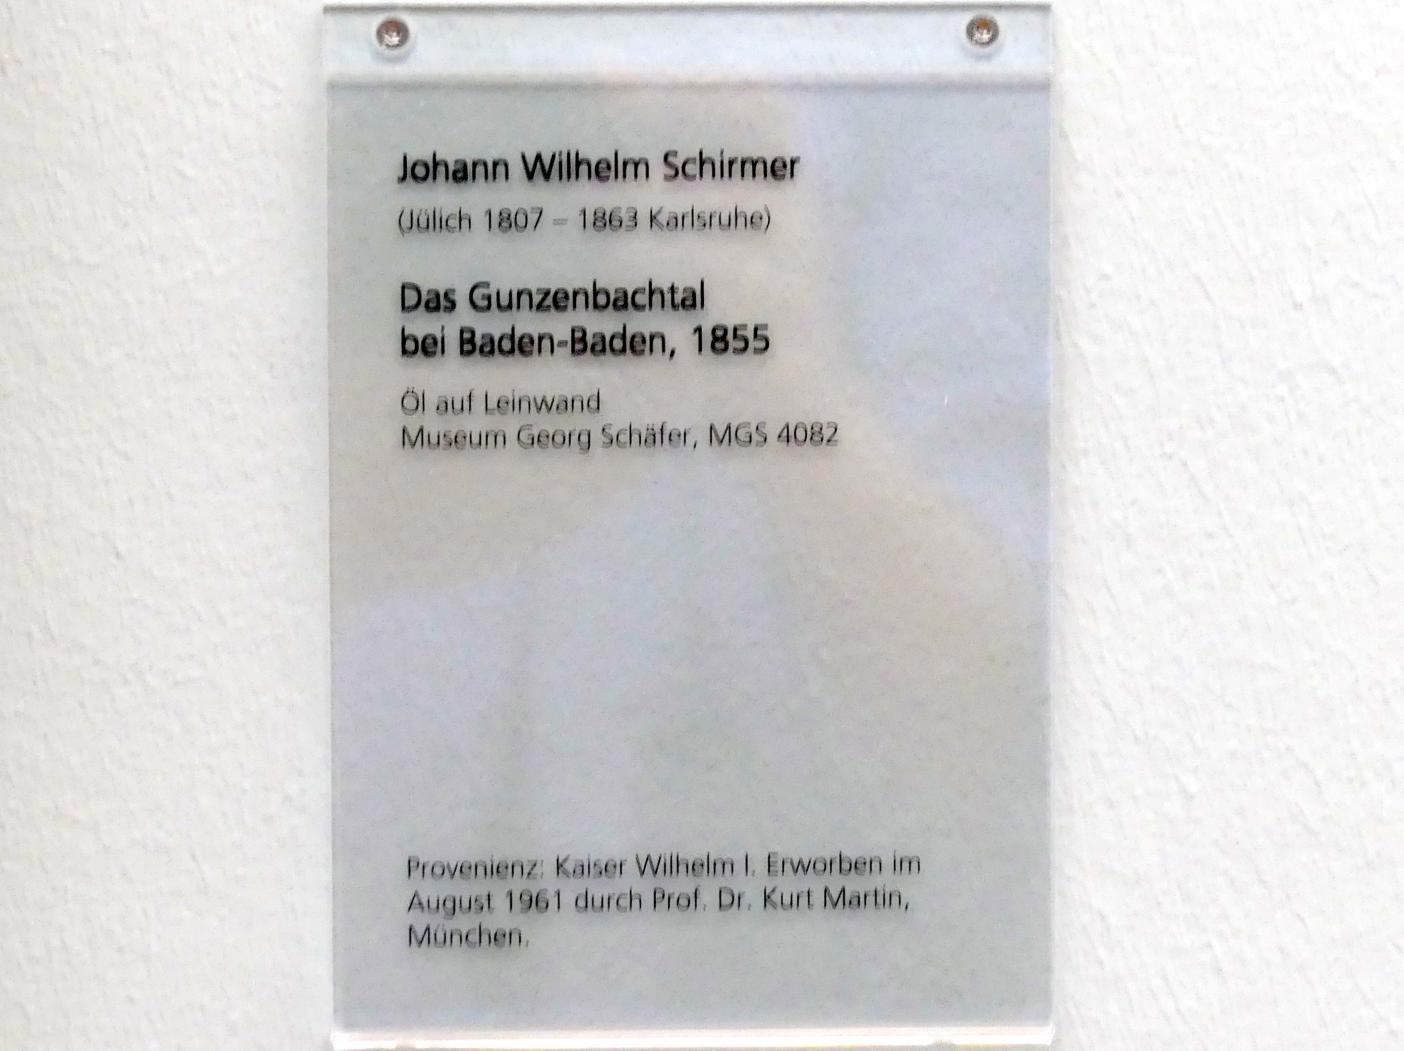 Johann Wilhelm Schirmer
(Jülich 1807 – 1863 Karlsruhe)
Das Gunzenbachtal
bei Baden-Baden, 1855
Öl auf Leinwand
Museum Georg Schäfer, MGS 4082
Provenienz: Kaiser Wilhelm I. Erworben im
August 1961 durch Prof. Dr. Kurt Martin,
München.